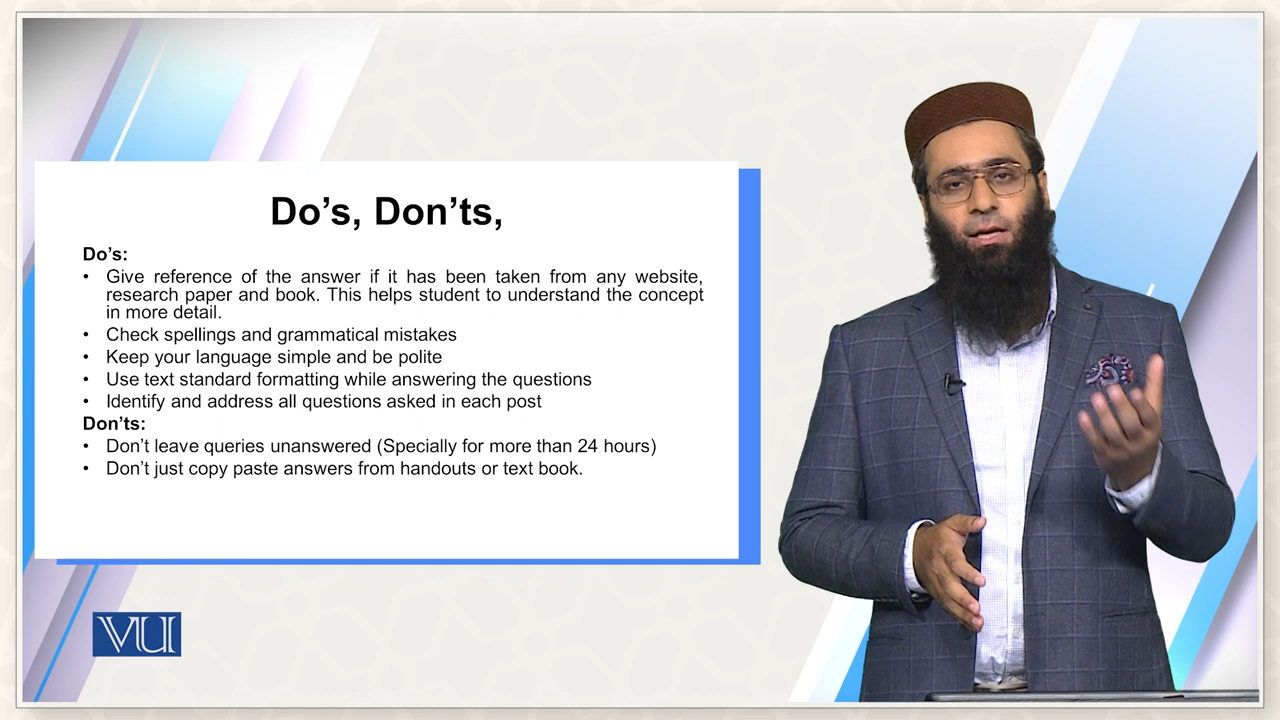 Do’s, Don’ts,
Do’s:
• Give reference of the answer if it has been taken from any website,
research paper and book. This helps student to understand the concept
in more detail.
• Check spellings and grammatical mistakes
• Keep your language simple and be polite
• Use text standard formatting while answering the questions
• Identify and address all questions asked in each post
Don’ts:
• Don’t leave queries unanswered (Specially for more than 24 hours)
• Don’t just copy paste answers from handouts or text book.
VU